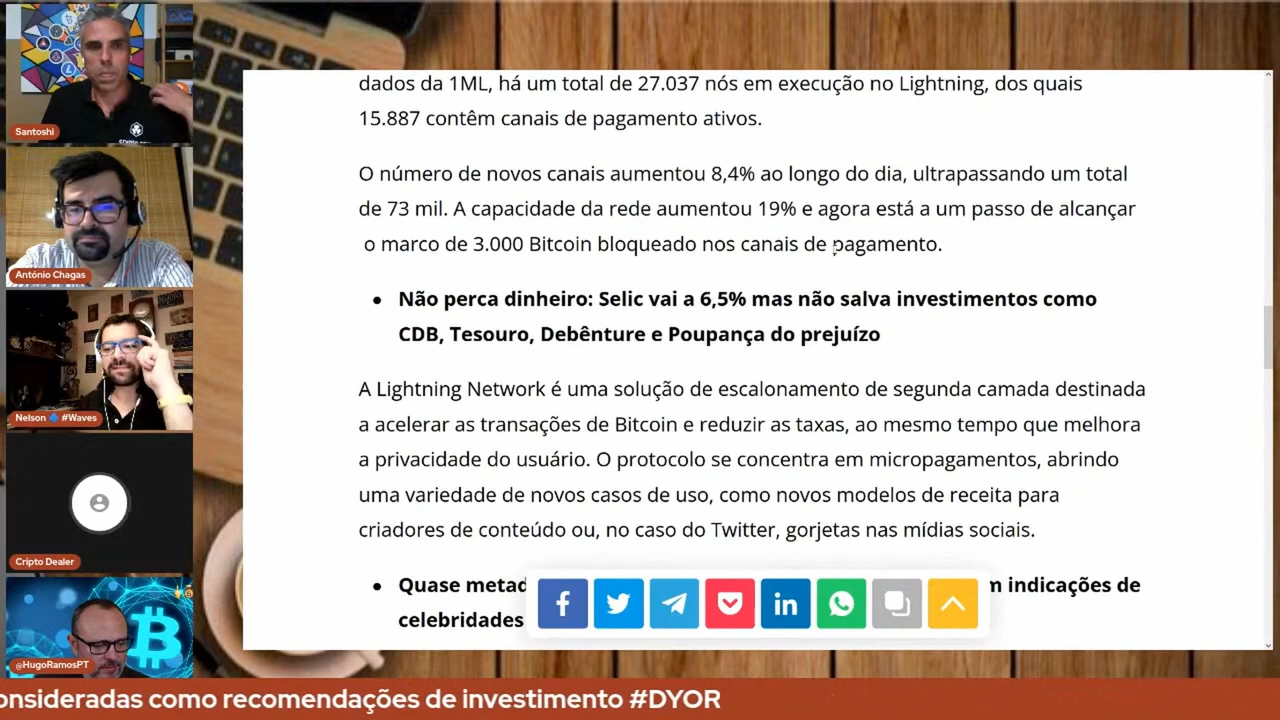 Santoshi
António Chagas
Nelson 🔷 #Waves
Cripto Dealer
@HugoRamosPT
dados da 1ML, há um total de 27.037 nós em execução no Lightning, dos quais
15.887 contêm canais de pagamento ativos.
O número de novos canais aumentou 8,4% ao longo do dia, ultrapassando um total
de 73 mil. A capacidade da rede aumentou 19% e agora está a um passo de alcançar
o marco de 3.000 Bitcoin bloqueado nos canais de pagamento.
• Não perca dinheiro: Selic vai a 6,5% mas não salva investimentos como
CDB, Tesouro, Debênture e Poupança do prejuízo
A Lightning Network é uma solução de escalonamento de segunda camada destinada
a acelerar as transações de Bitcoin e reduzir as taxas, ao mesmo tempo que melhora
a privacidade do usuário. O protocolo se concentra em micropagamentos, abrindo
uma variedade de novos casos de uso, como novos modelos de receita para
criadores de conteúdo ou, no caso do Twitter, gorjetas nas mídias sociais.
• Quase metad m indicações de
celebridades
onsideradas como recomendações de investimento #DYOR